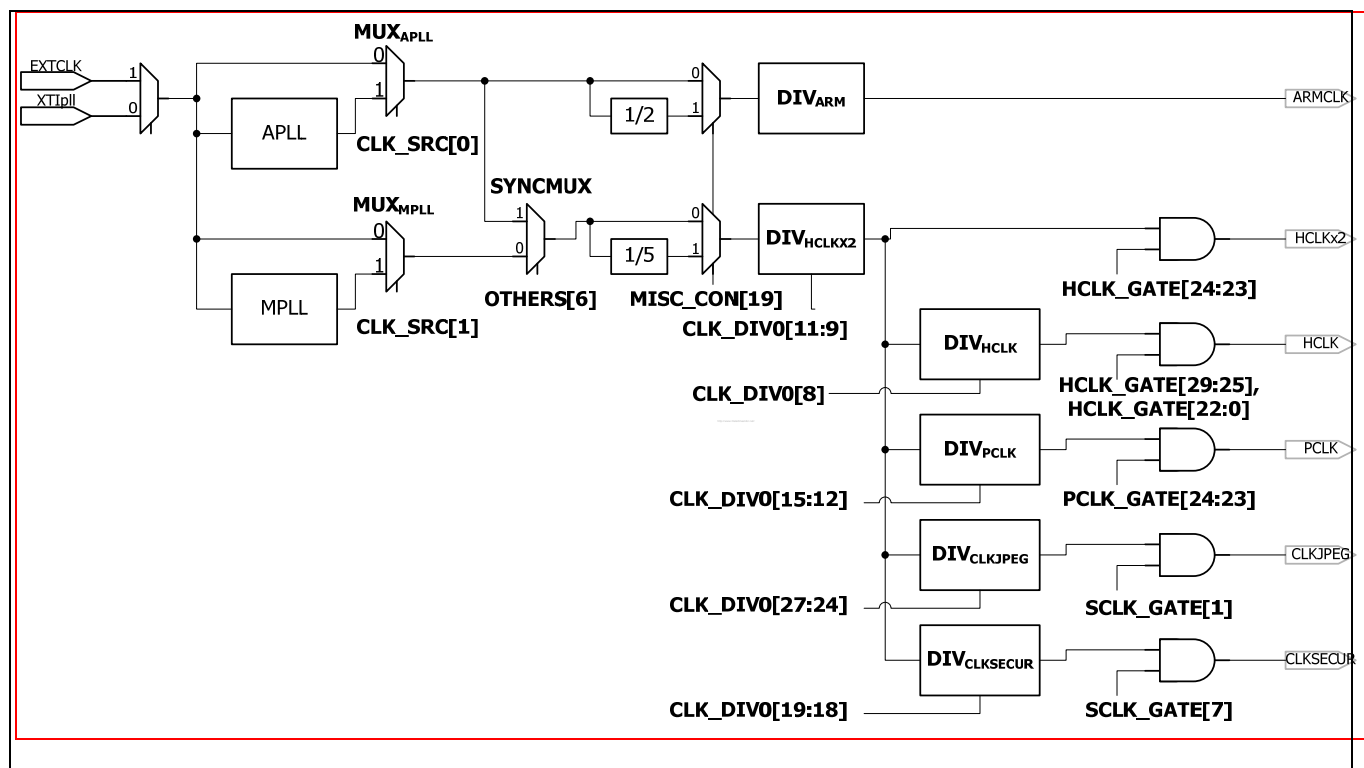 MUXAPLL
EXTCLK
1
0
XTIpll
0
1
APLL
CLK_SRC[0]
0
1
1/2
DIVARM
ARMCLK
SYNCMUX
MUXMPLL
0
1
MPLL
CLK_SRC[1]
1
0
OTHERS[6]
0
1
1/5
MISC_CON[19]
DIVHCLKX2
CLK_DIV0[11:9]
HCLKx2
HCLK_GATE[24:23]
DIVHCLK
CLK_DIV0[8]
HCLK
HCLK_GATE[29:25],
HCLK_GATE[22:0]
DIVPCLK
CLK_DIV0[15:12]
PCLK
PCLK_GATE[24:23]
DIVCLKJPEG
CLK_DIV0[27:24]
CLKJPEG
SCLK_GATE[1]
DIVCLKSECUR
CLK_DIV0[19:18]
CLKSECUR
SCLK_GATE[7]